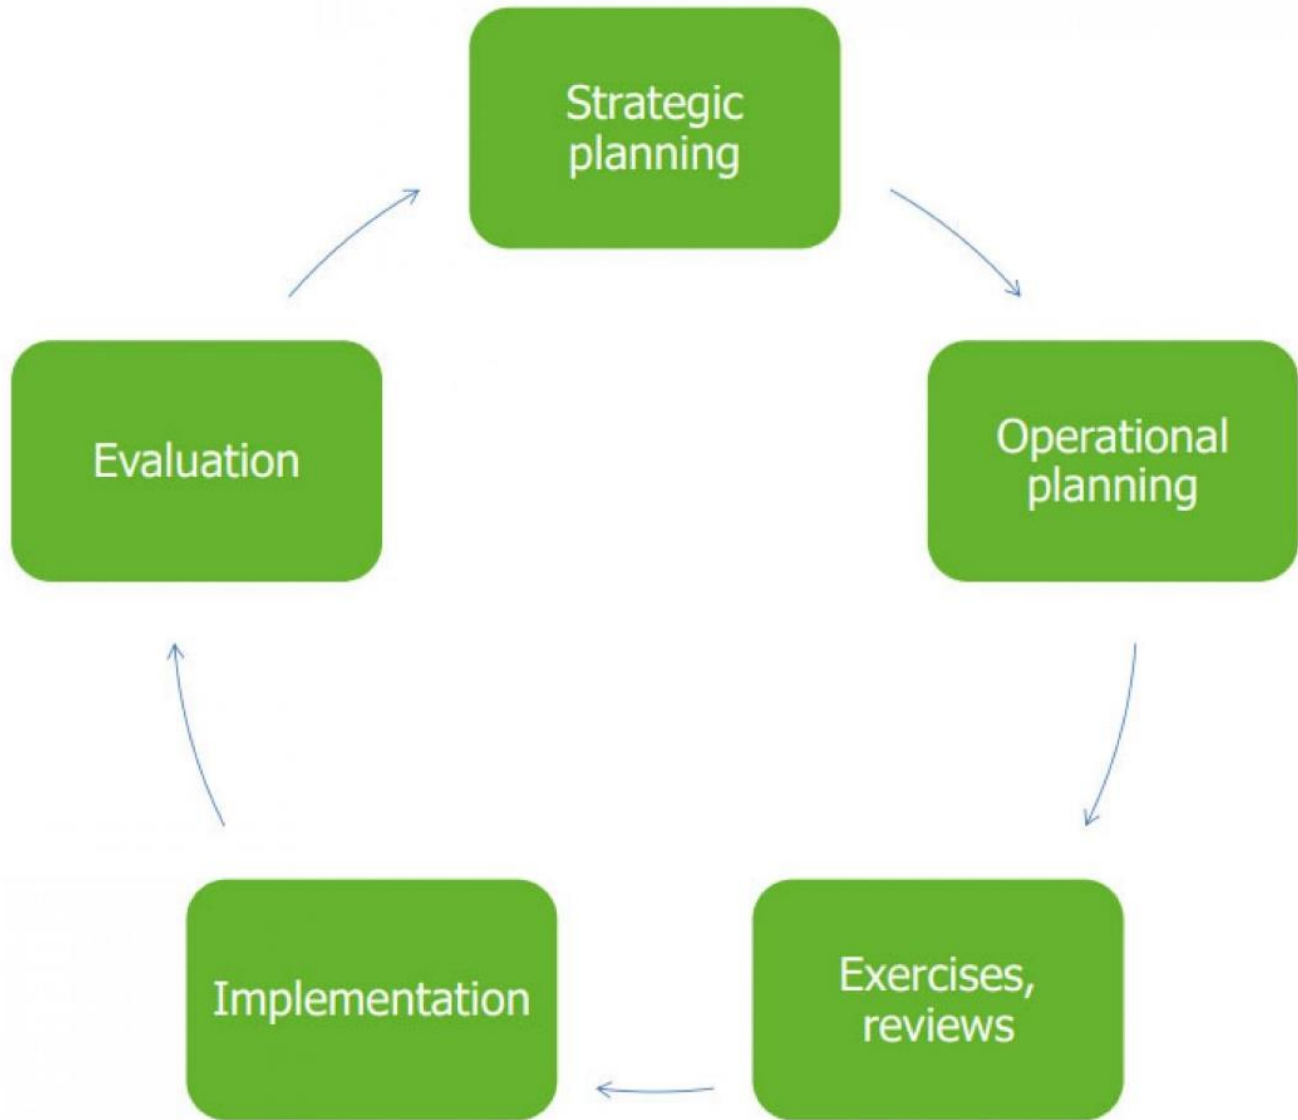 Strategic
planning
Operational
planning
Exercises,
reviews
Implementation
Evaluation